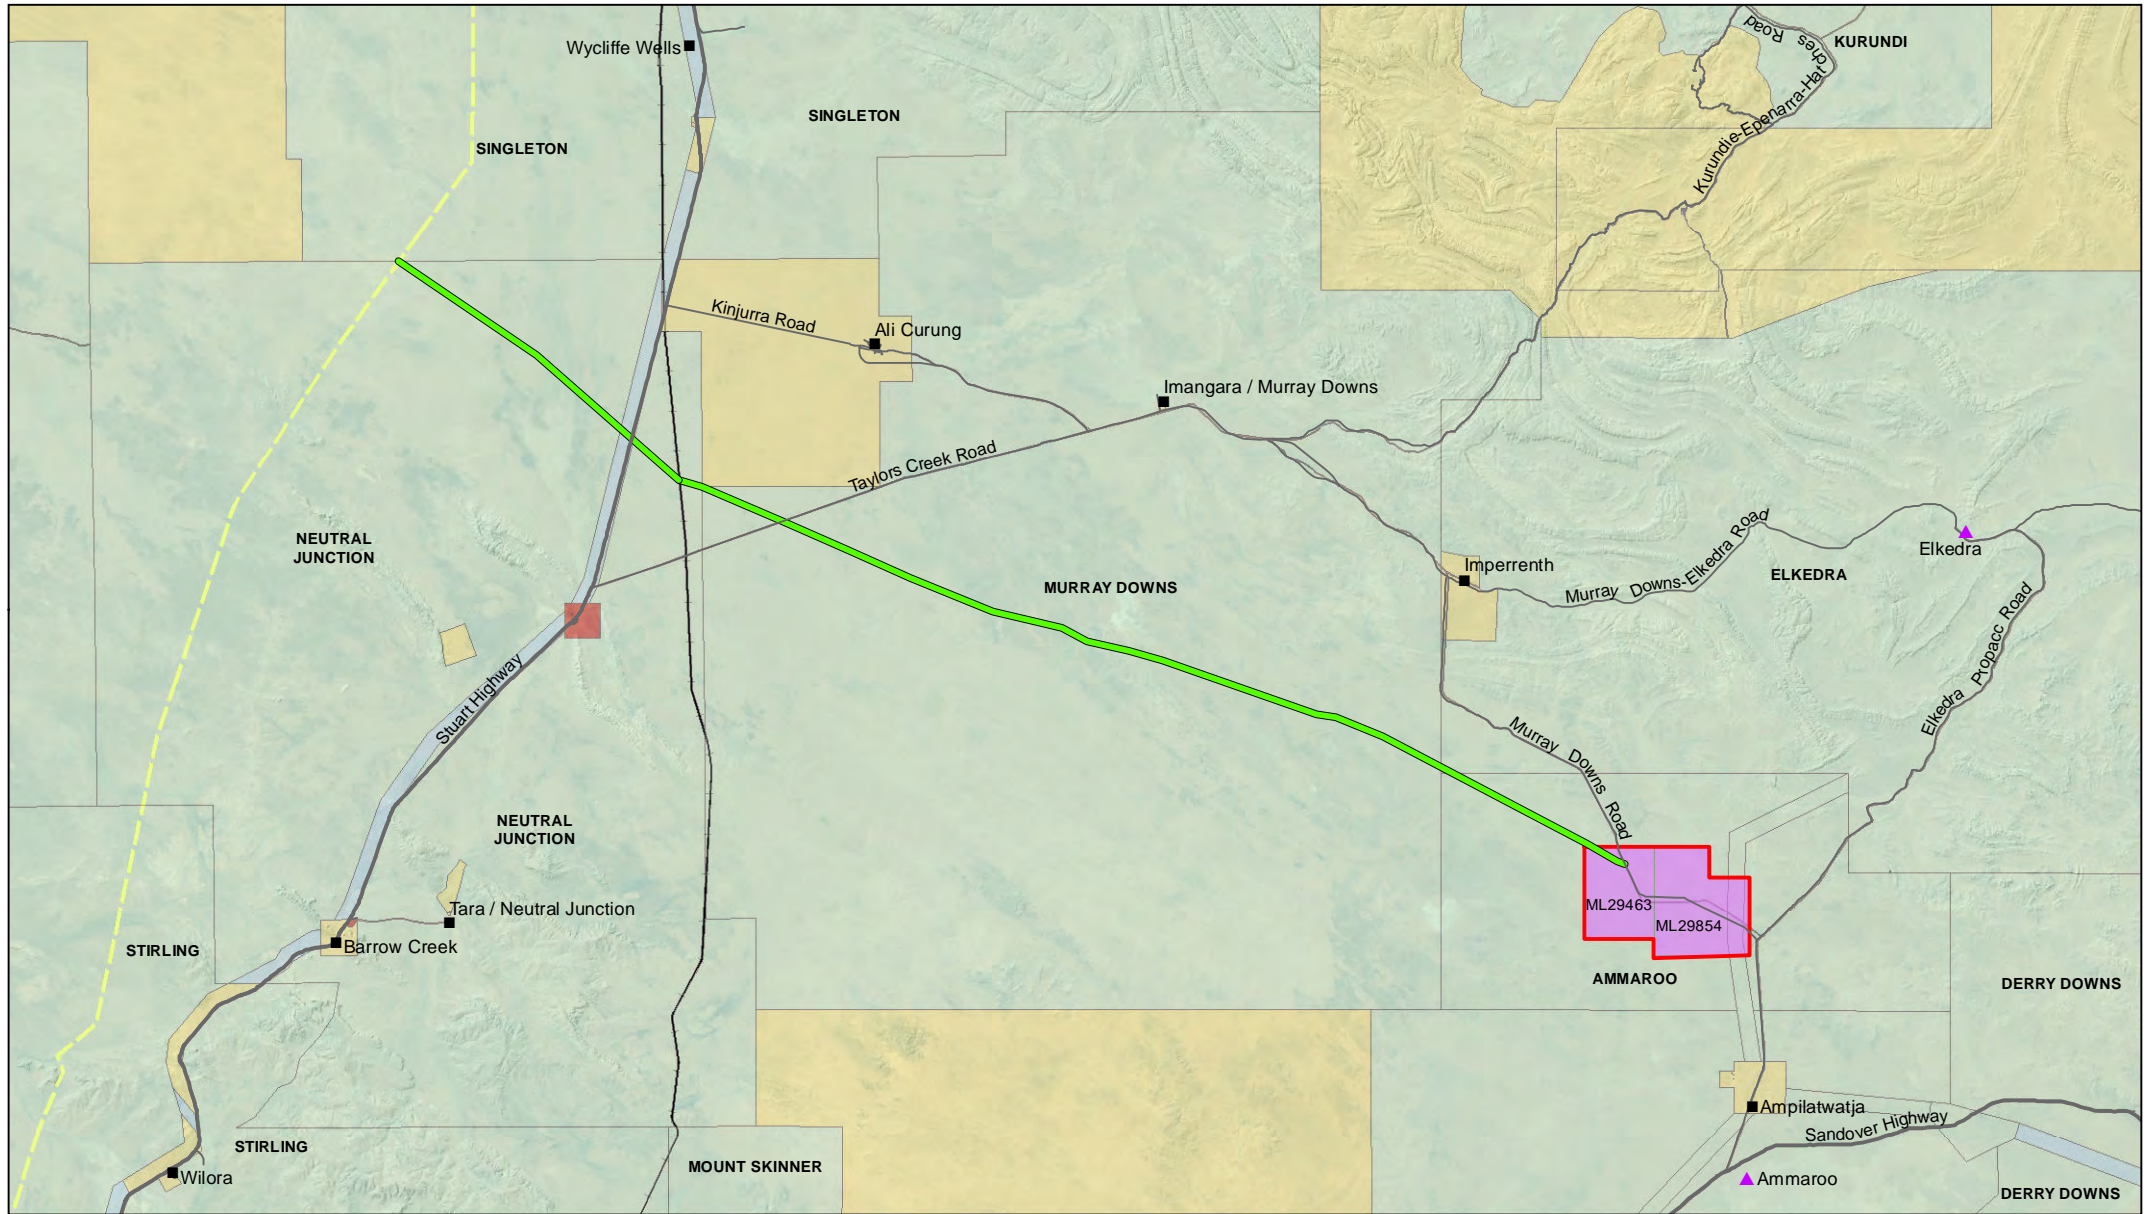 Wycliffe Wells
KURUNDI
Kurundie-Epenarra-Hatches Road
SINGLETON
SINGLETON
Kinjurra Road
Ali Curung
Imangara / Murray Downs
Taylors Creek Road
NEUTRAL
JUNCTION
MURRAY DOWNS
Imperrenth
Murray Downs-Elkedra Road
Elkedra
ELKEDRA
Elkedra Propacc Road
Stuart Highway
Murray Downs Road
NEUTRAL
JUNCTION
Tara / Neutral Junction
Barrow Creek
STIRLING
ML29463
ML29854
AMMAROO
DERRY DOWNS
Ampilatwatja
Sandover Highway
STIRLING
Wilora
MOUNT SKINNER
Ammaroo
DERRY DOWNS